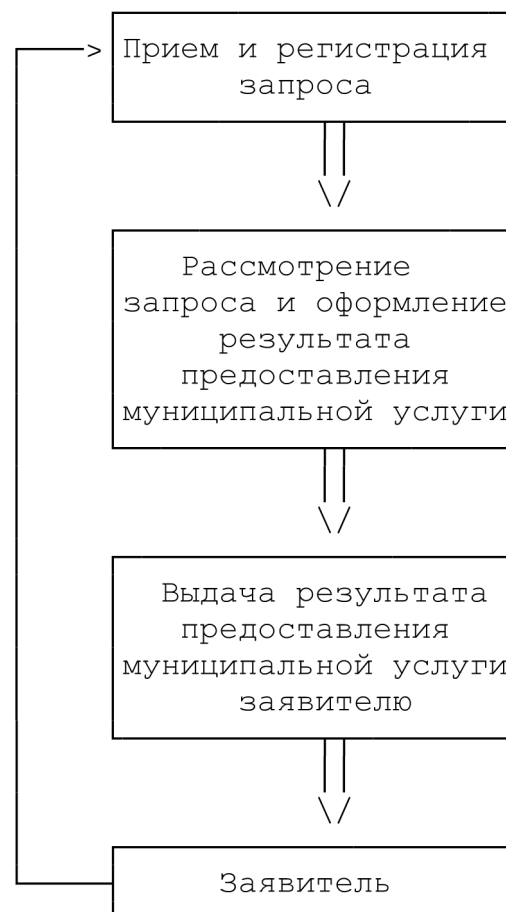 Прием и регистрация
запроса
Рассмотрение
запроса и оформление
результата
предоставления
муниципальной услуги
Выдача результата
предоставления
муниципальной услуги
заявителю
Заявитель